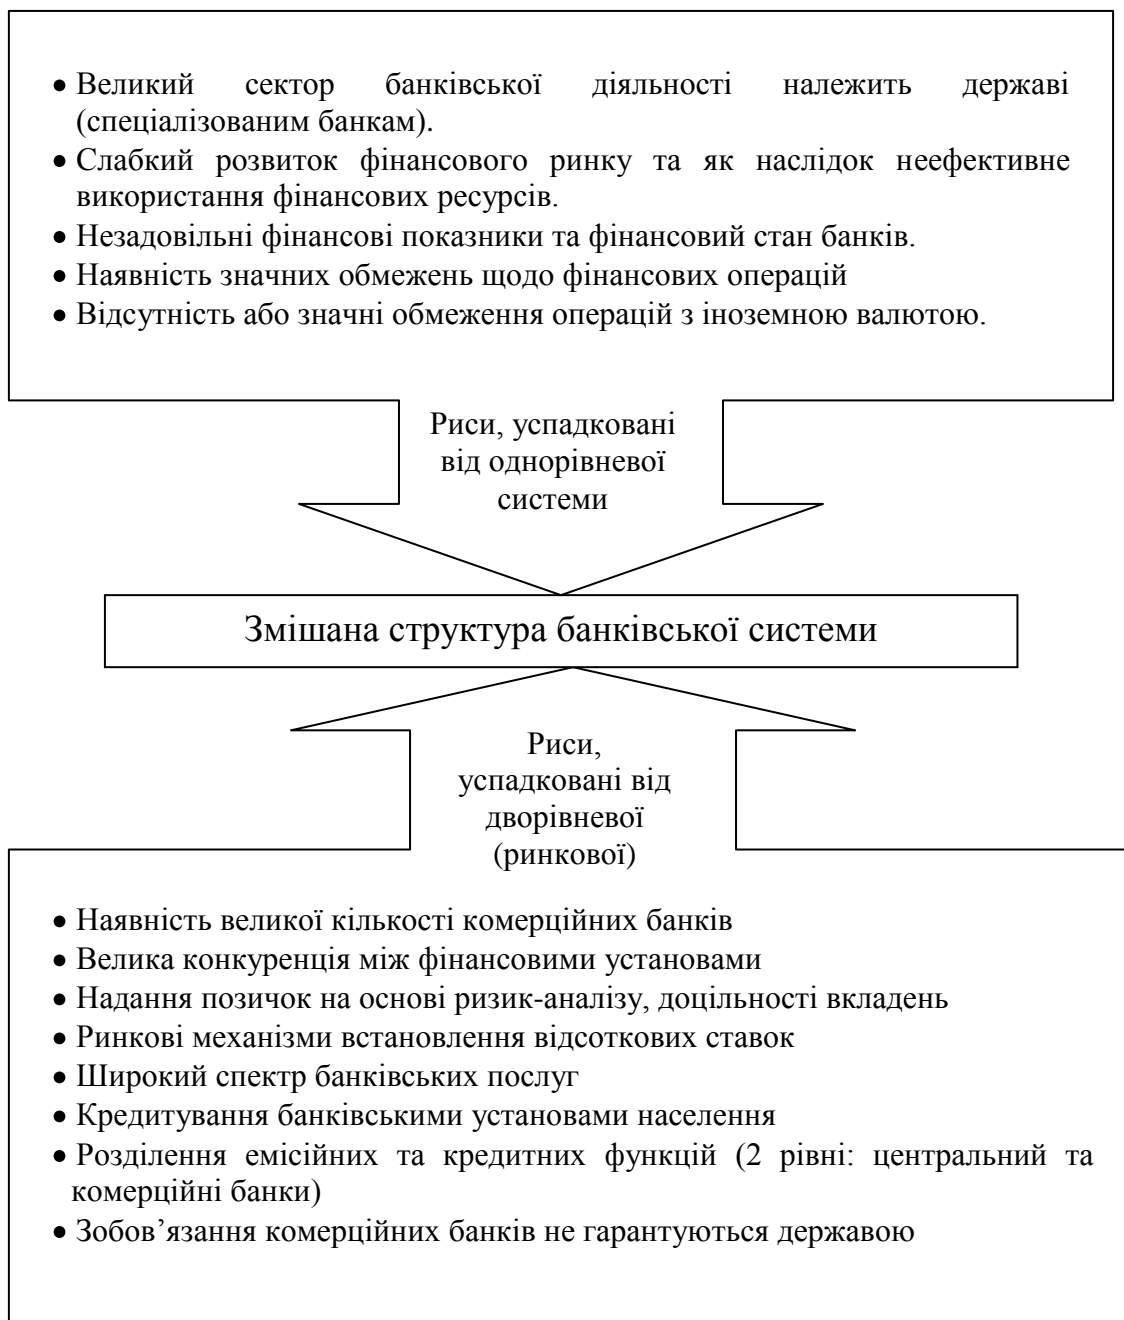 • Великий сектор банківської діяльності належить державі
(спеціалізованим банкам).
• Слабкий розвиток фінансового ринку та як наслідок неефективне
використання фінансових ресурсів.
• Незадовільні фінансові показники та фінансовий стан банків.
• Наявність значних обмежень щодо фінансових операцій
• Відсутність або значні обмеження операцій з іноземною валютою.
Риси, успадковані
від однорівневої
системи
Змішана структура банківської системи
Риси,
успадковані від
дворівневої
(ринкової)
• Наявність великої кількості комерційних банків
• Велика конкуренція між фінансовими установами
• Надання позичок на основі ризик-аналізу, доцільності вкладень
• Ринкові механізми встановлення відсоткових ставок
• Широкий спектр банківських послуг
• Кредитування банківськими установами населення
• Розділення емісійних та кредитних функцій (2 рівні: центральний та
комерційні банки)
• Зобов’язання комерційних банків не гарантуються державою